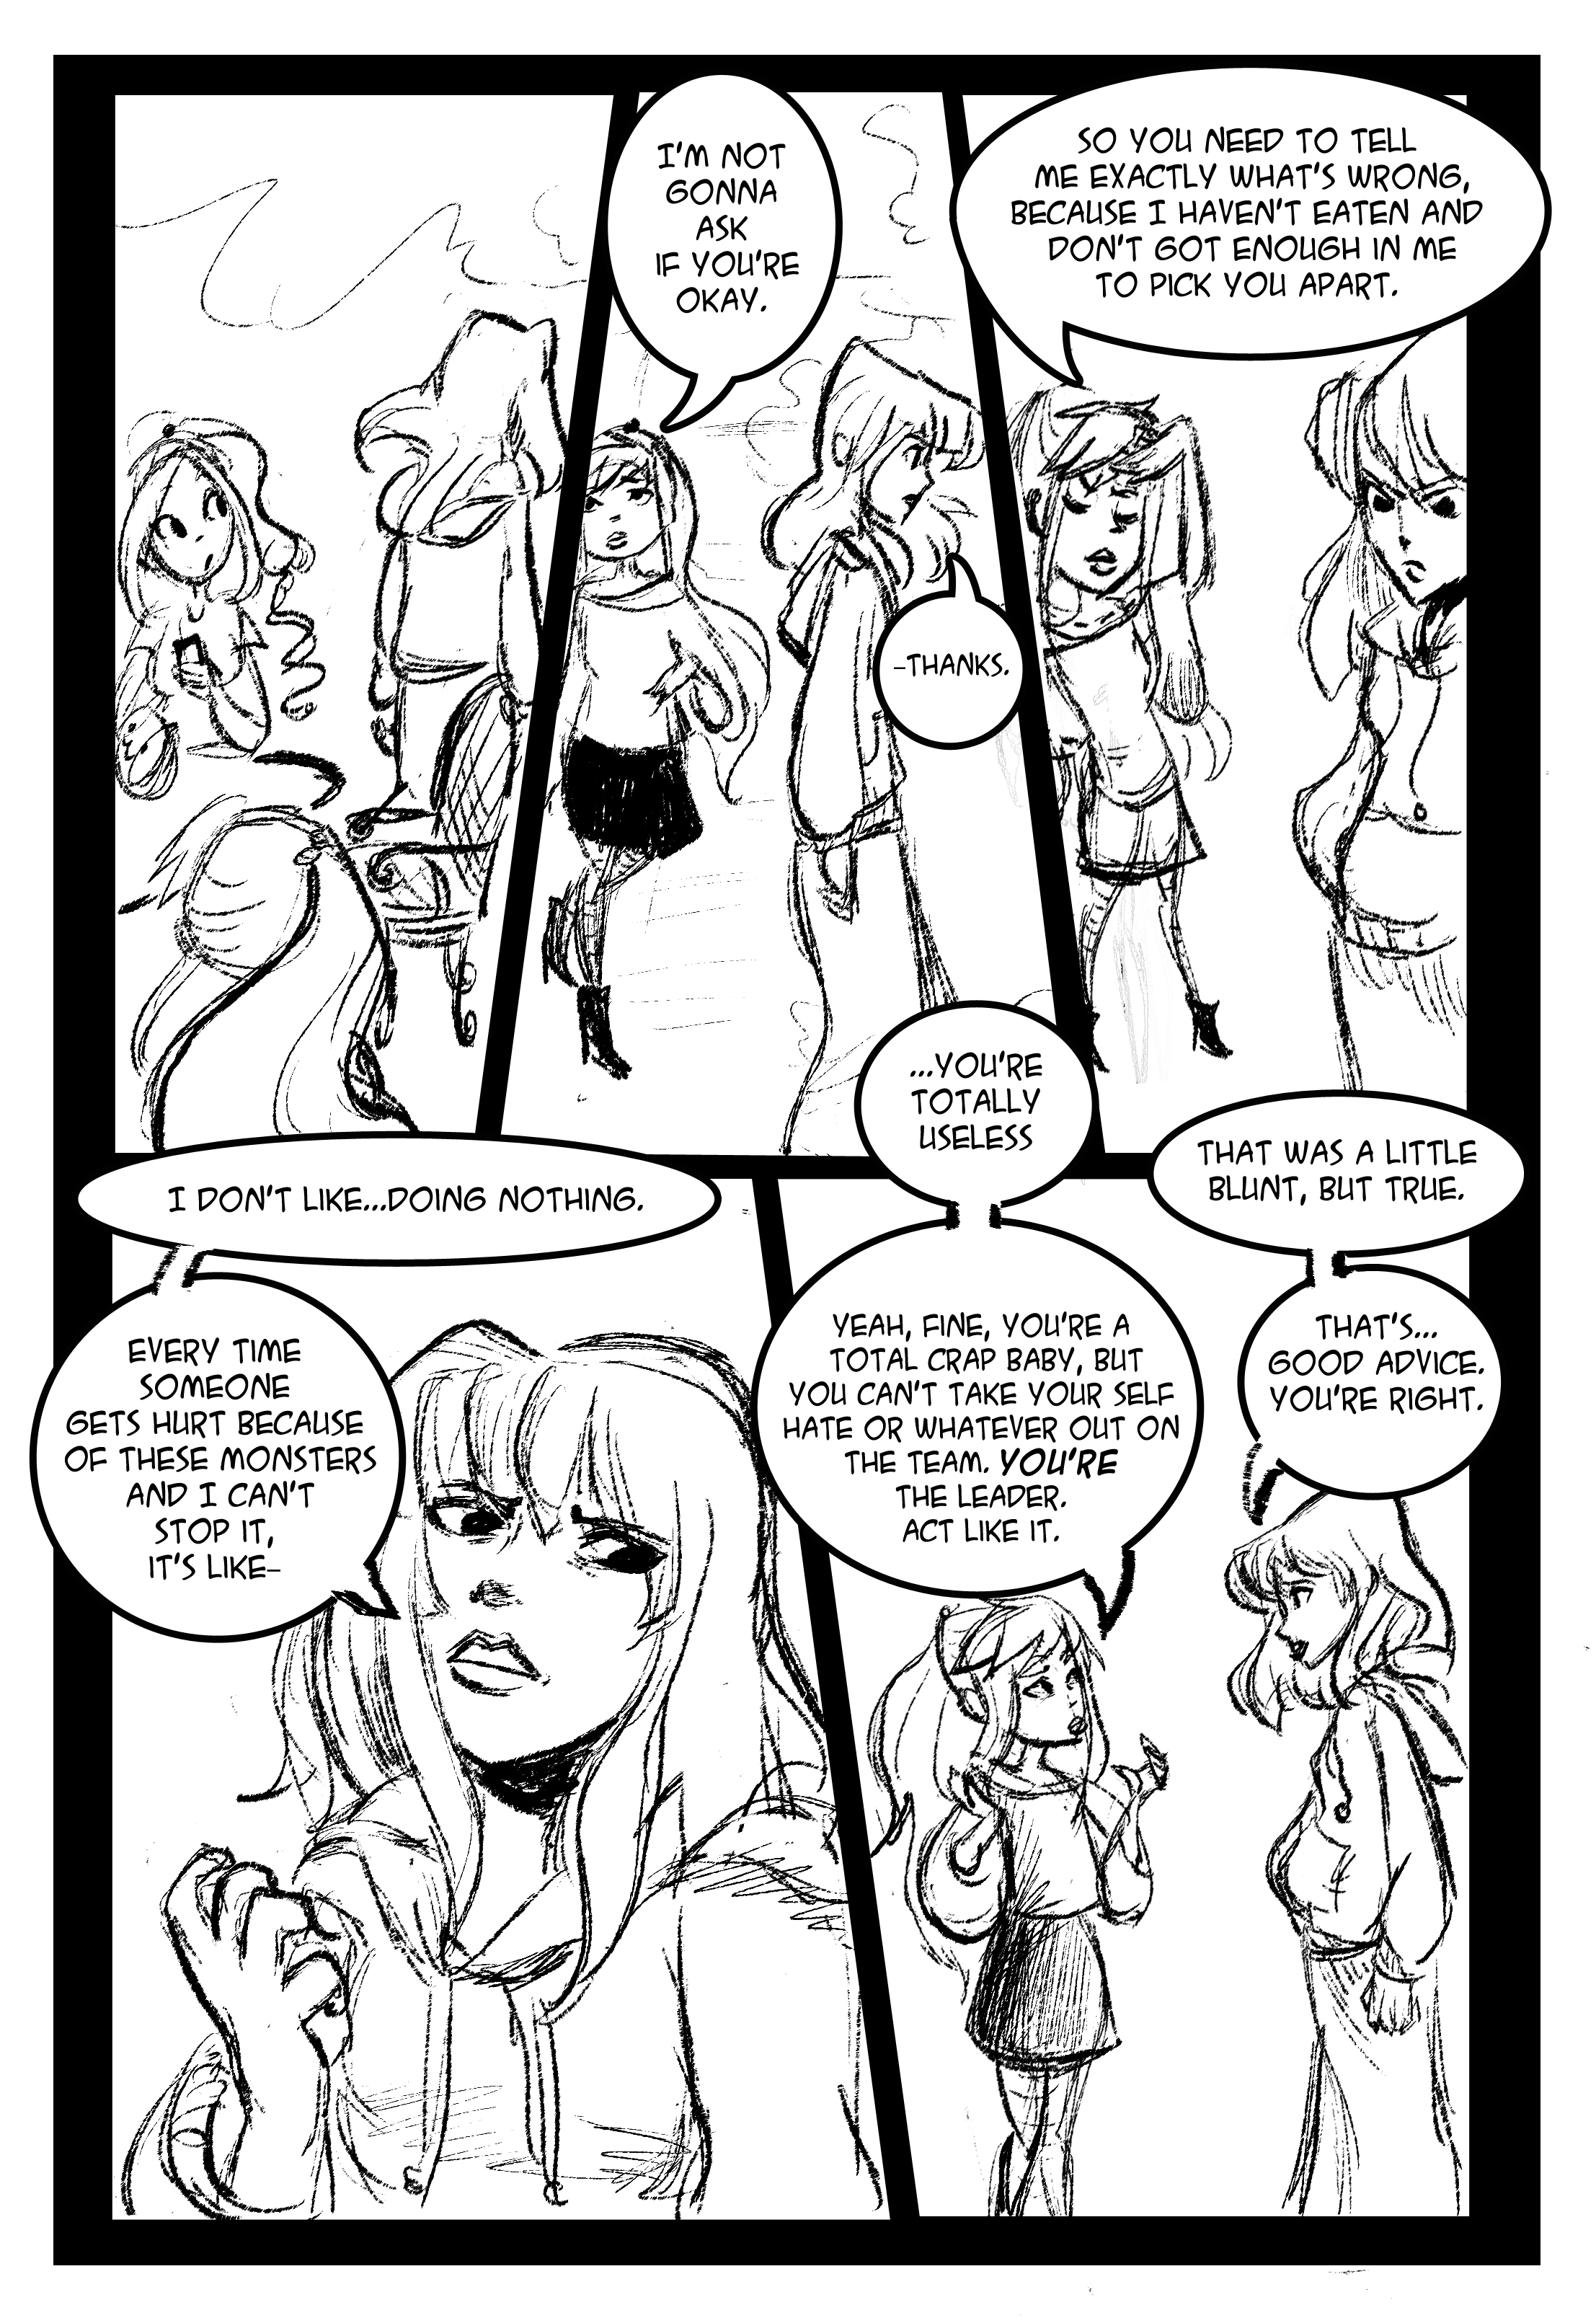 I'M NOT
GONNA
ASK
IF YOU'RE
OKAY.
-THANKS.
SO YOU NEED TO TELL
ME EXACTLY WHAT'S WRONG,
BECAUSE I HAVEN'T EATEN AND
DON'T GOT ENOUGH IN ME
TO PICK YOU APART.
I DON'T LIKE...DOING NOTHING.
EVERY TIME
SOMEONE
GETS HURT BECAUSE
OF THESE MONSTERS
AND I CAN'T
STOP IT,
IT'S LIKE-
...YOU'RE
TOTALLY
USELESS
YEAH, FINE, YOU'RE A
TOTAL CRAP BABY, BUT
YOU CAN'T TAKE YOUR SELF
HATE OR WHATEVER OUT ON
THE TEAM. YOU'RE
THE LEADER.
ACT LIKE IT.
THAT WAS A LITTLE
BLUNT, BUT TRUE.
THAT'S...
GOOD ADVICE.
YOU'RE RIGHT.